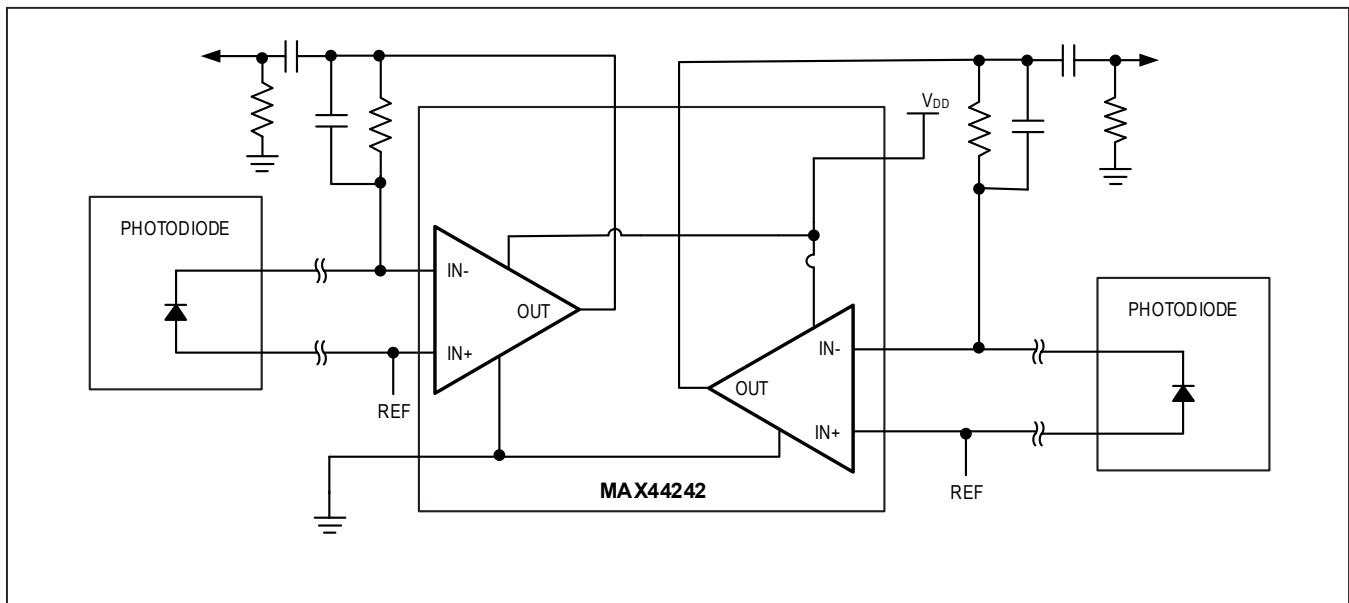 VDD
PHOTODIODE
IN-
OUT
IN+
REF
PHOTODIODE
IN-
OUT
IN+
REF
MAX44242